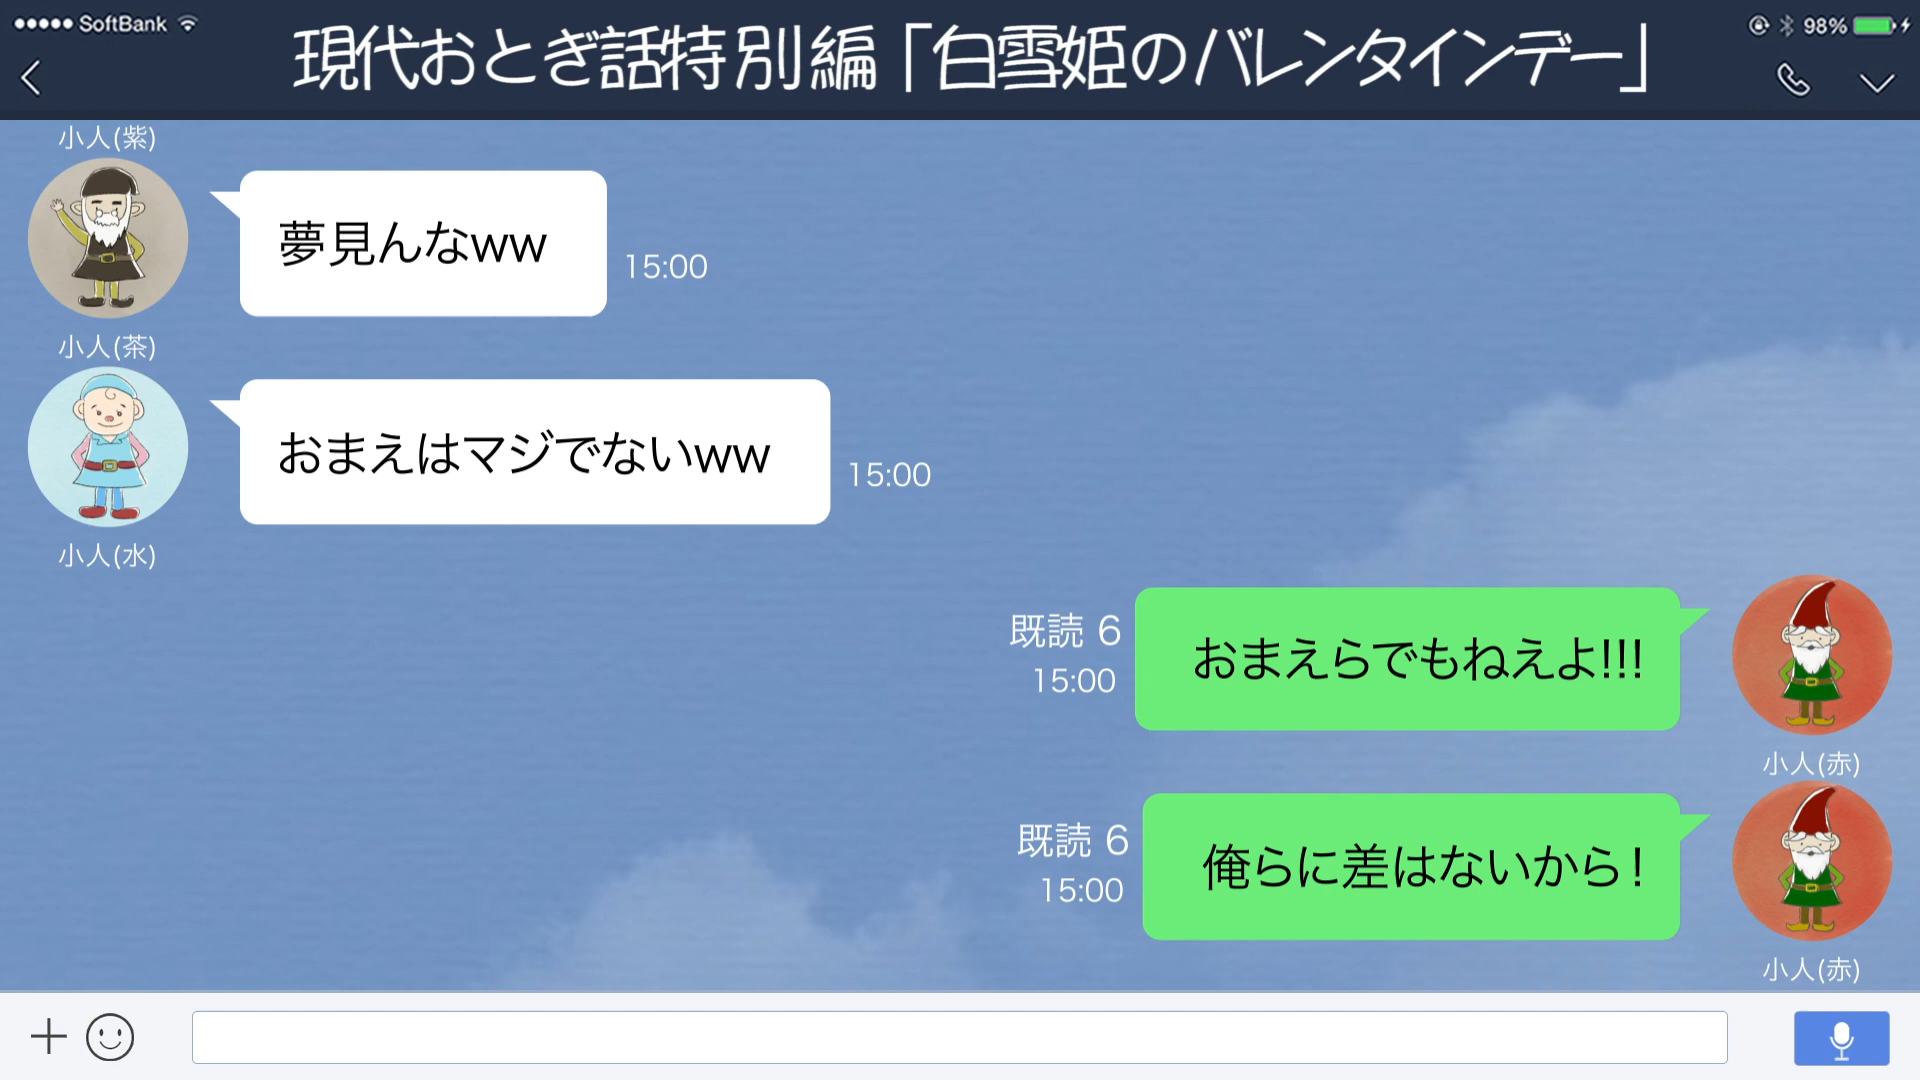 SoftBank
98%
現代おとぎ話特別編「白雪姫のバレンタインデー」
小人(紫)
夢見んなww
15:00
小人(茶)
おまえはマジでないww
15:00
小人(水)
既読 6
15:00
おまえらでもねえよ!!!
小人(赤)
既読 6
15:00
俺らに差はないから!
小人(赤)